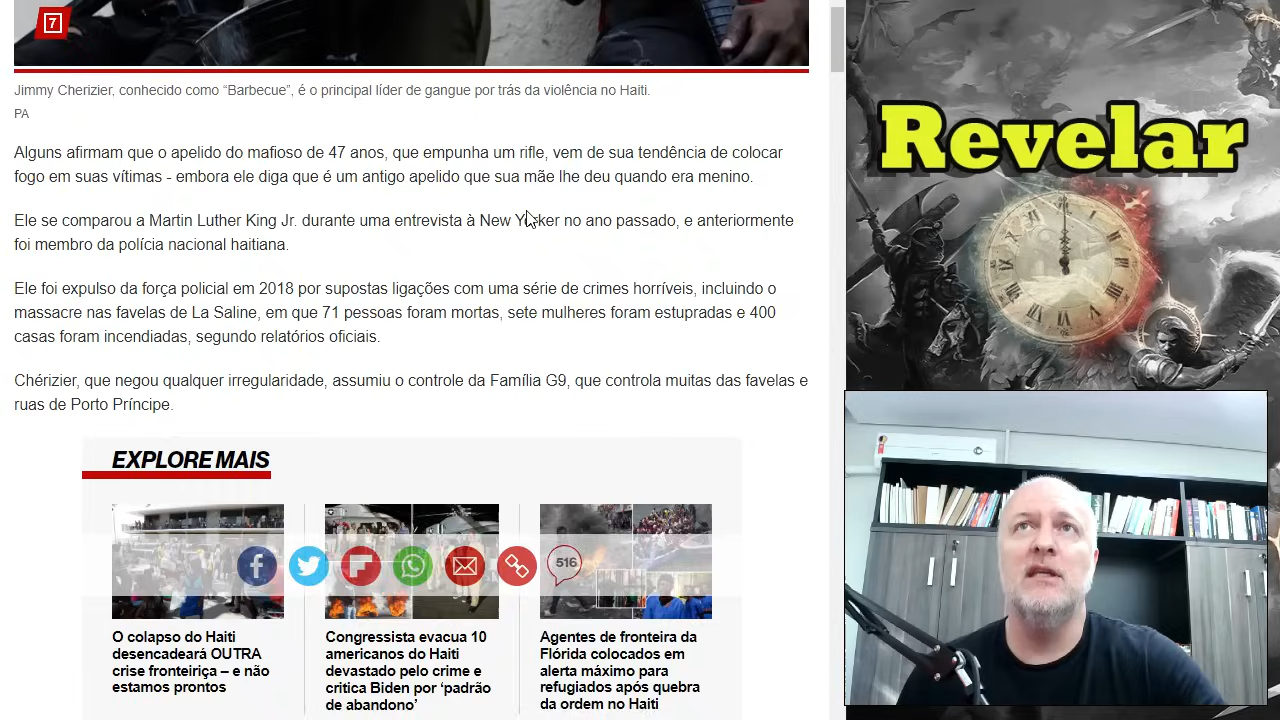 7
Jimmy Cherizier, conhecido como “Barbecue”, é o principal líder de gangue por trás da violência no Haiti.
PA
Alguns afirmam que o apelido do mafioso de 47 anos, que empunha um rifle, vem de sua tendência de colocar
fogo em suas vítimas - embora ele diga que é um antigo apelido que sua mãe lhe deu quando era menino.
Ele se comparou a Martin Luther King Jr. durante uma entrevista à New Yorker no ano passado, e anteriormente
foi membro da polícia nacional haitiana.
Ele foi expulso da força policial em 2018 por supostas ligações com uma série de crimes horríveis, incluindo o
massacre nas favelas de La Saline, em que 71 pessoas foram mortas, sete mulheres foram estupradas e 400
casas foram incendiadas, segundo relatórios oficiais.
Chérizier, que negou qualquer irregularidade, assumiu o controle da Família G9, que controla muitas das favelas e
ruas de Porto Príncipe.
EXPLORE MAIS
516
O colapso do Haiti
desencadeará OUTRA
crise fronteiriça – e não
estamos prontos
Congressista evacua 10
americanos do Haiti
devastado pelo crime e
critica Biden por ‘padrão
de abandono’
Agentes de fronteira da
Flórida colocados em
alerta máximo para
refugiados após quebra
da ordem no Haiti
Revelar